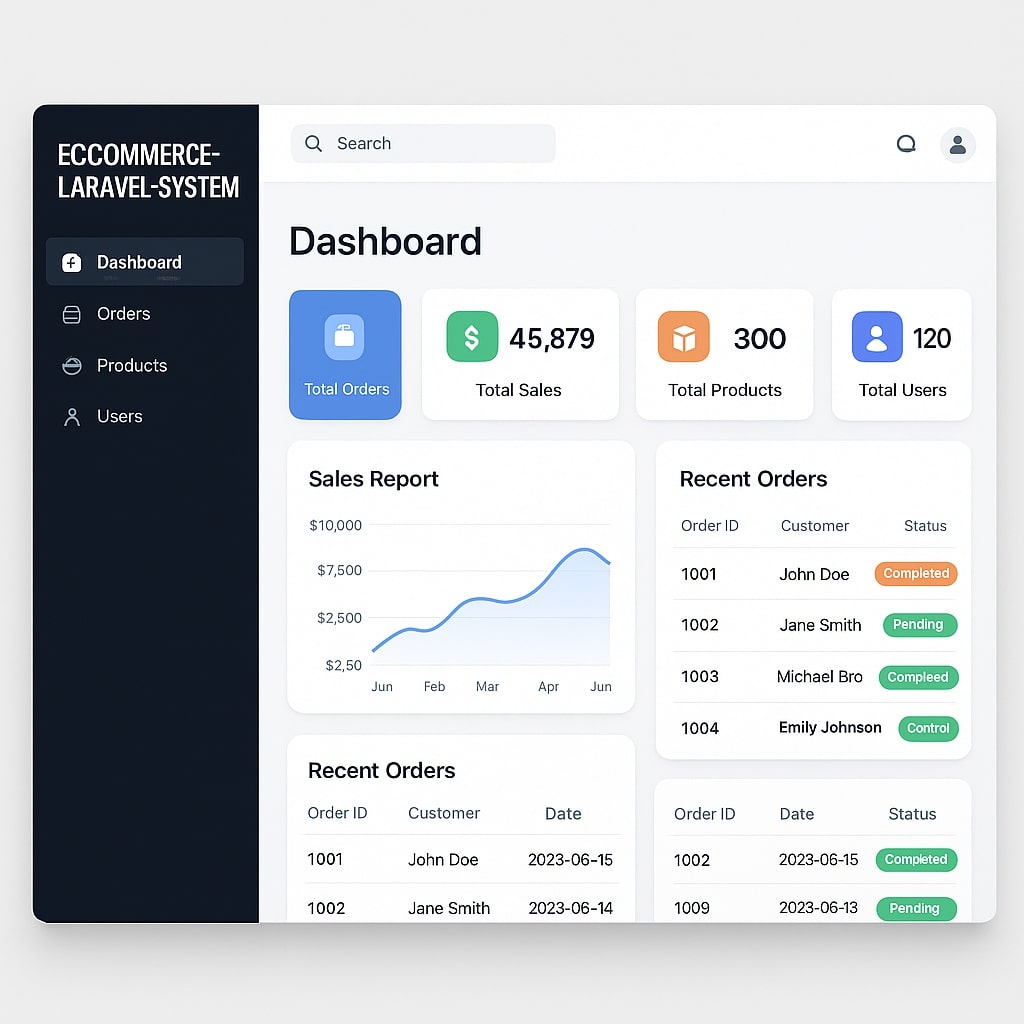 ECCOMMERCE-
LARAVEL-SYSTEM
Dashboard
Orders
Products
Users
Search
Dashboard
Total Orders
45,879
Total Sales
300
Total Products
120
Total Users
Sales Report
$10,000
$7,500
$2,500
$2,50
Jun Feb Mar Apr Jun
Recent Orders
Order ID Customer Status
1001 John Doe Completed
1002 Jane Smith Pending
1003 Michael Bro Compleed
1004 Emily Johnson Control
Recent Orders
Order ID Customer Date
1001 John Doe 2023-06-15
1002 Jane Smith 2023-06-14
Order ID Date Status
1002 2023-06-15 Completed
1009 2023-06-13 Pending